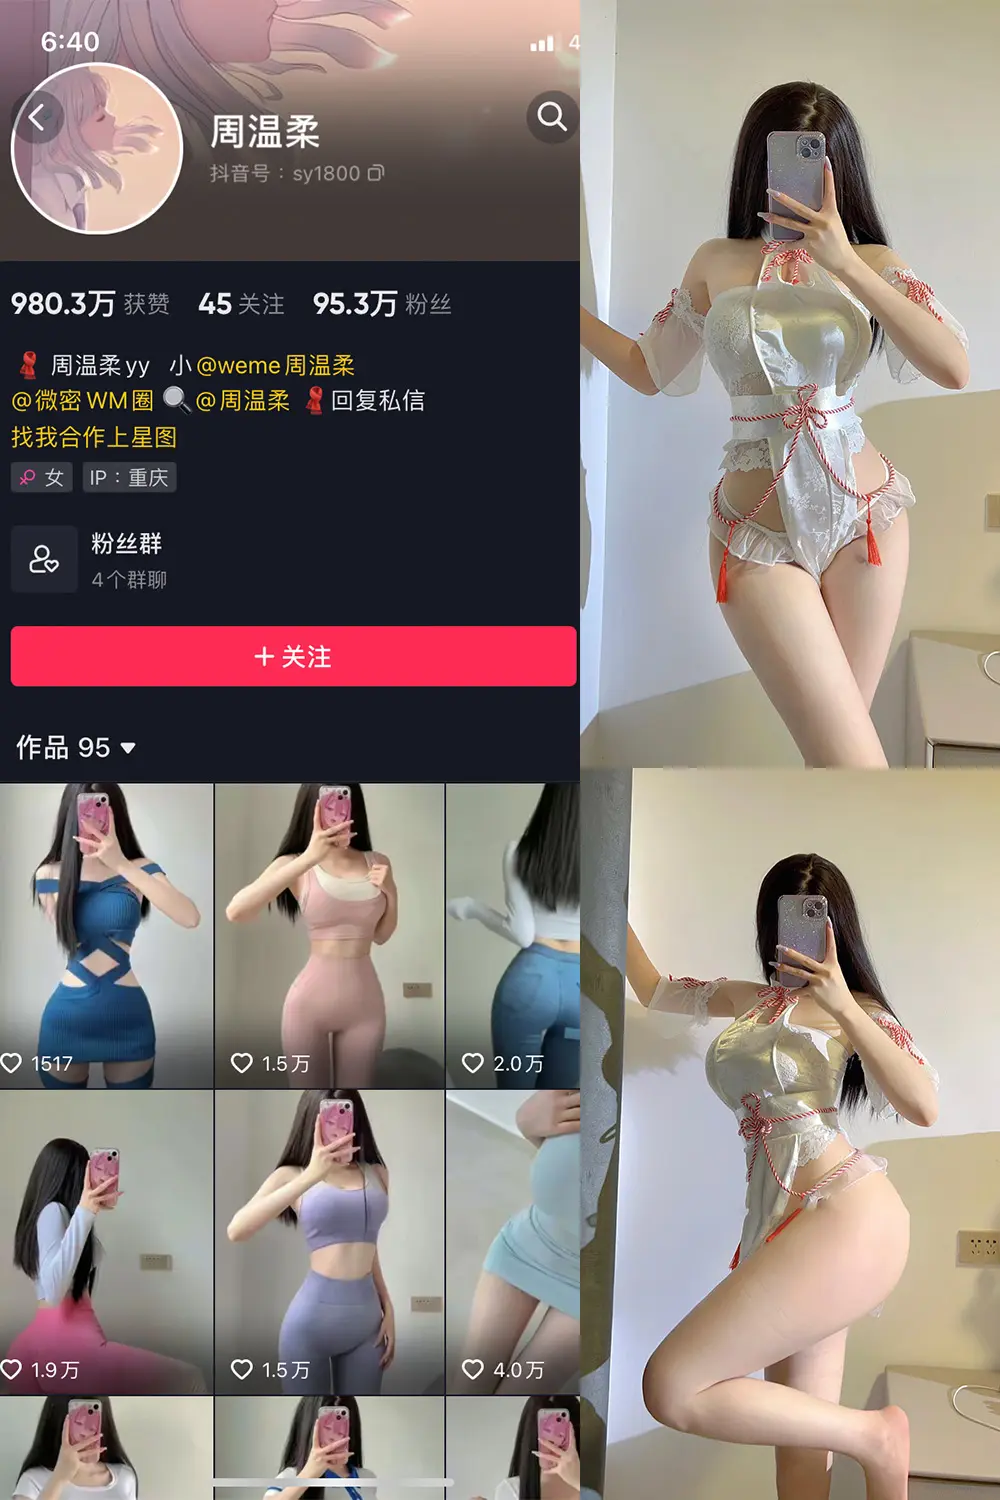 6:40
4
周温柔
抖音号：sy1800
980.3万 获赞 45 关注 95.3万 粉丝
周温柔yy 小@weme周温柔
@微密WM圈 @周温柔 回复私信
找我合作上星图
女 IP：重庆
粉丝群
4个群聊
+ 关注
作品 95
1517 1.5万 2.0万
1.9万 1.5万 4.0万